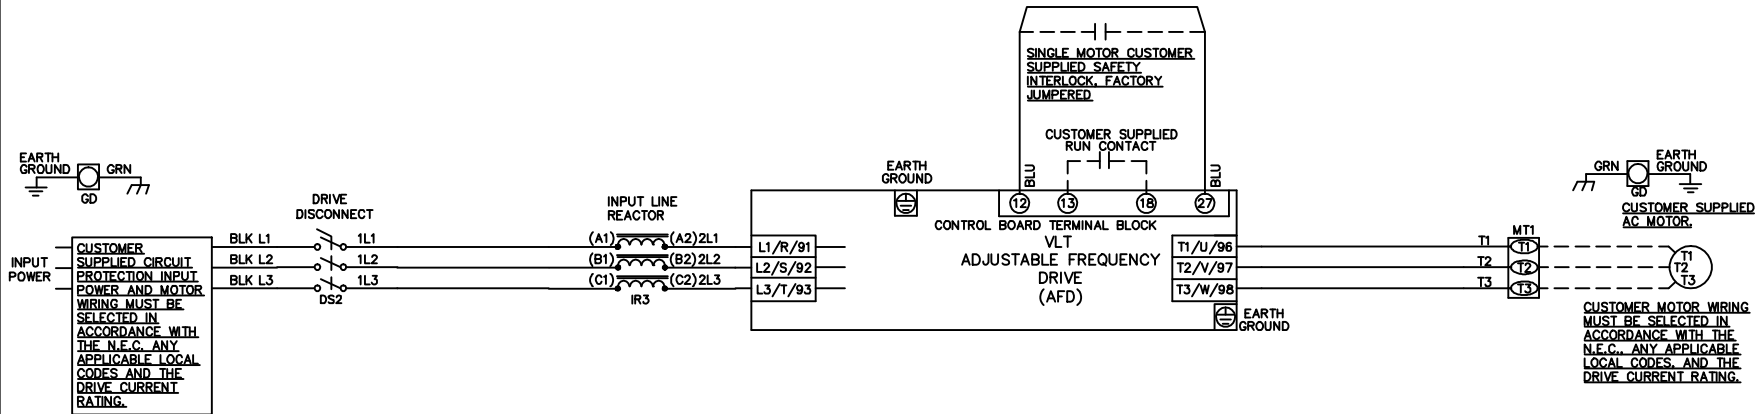 SINGLE MOTOR CUSTOMER
SUPPLIED SAFETY
INTERLOCK, FACTORY
JUMPERED
CUSTOMER SUPPLIED
RUN CONTACT
BLU
BLU
EARTH
GROUND
GRN
GD
EARTH
GROUND
12
13
18
27
CONTROL BOARD TERMINAL BLOCK
VLT
ADJUSTABLE FREQUENCY
DRIVE
(AFD)
DRIVE
DISCONNECT
INPUT LINE
REACTOR
INPUT
POWER
CUSTOMER
SUPPLIED CIRCUIT
PROTECTION INPUT
POWER AND MOTOR
WIRING MUST BE
SELECTED IN
ACCORDANCE WITH
THE N.E.C. ANY
APPLICABLE LOCAL
CODES AND THE
DRIVE CURRENT
RATING.
BLK L1
BLK L2
BLK L3
1L1
1L2
1L3
DS2
(A1) (A2) 2L1
(B1) (B2) 2L2
(C1) (C2) 2L3
IR3
L1/R/91
L2/S/92
L3/T/93
T1/U/96
T2/V/97
T3/W/98
EARTH
GROUND
T1
T2
T3
MT1
T1
T2
T3
GRN
GD
EARTH
GROUND
CUSTOMER SUPPLIED
AC MOTOR.
T1
T2
T3
CUSTOMER MOTOR WIRING
MUST BE SELECTED IN
ACCORDANCE WITH THE
N.E.C., ANY APPLICABLE
LOCAL CODES, AND THE
DRIVE CURRENT RATING.